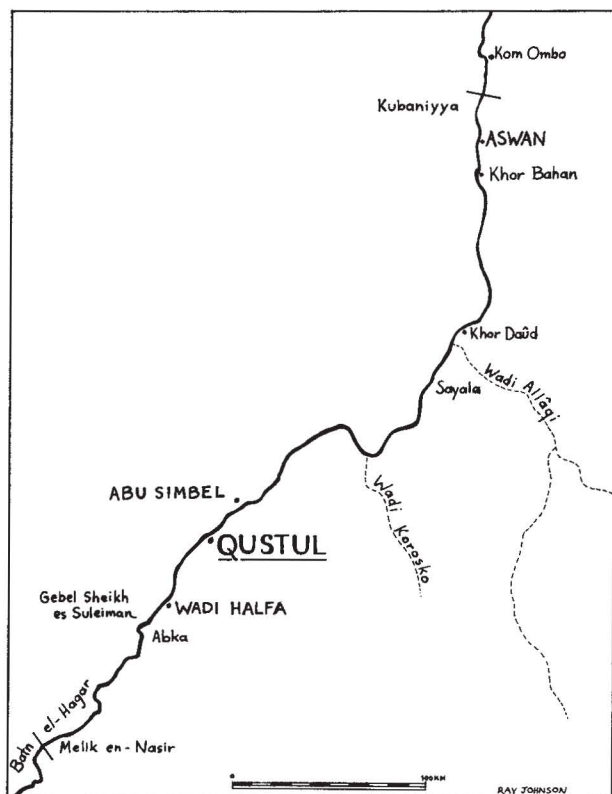 Kom Ombo
Kubaniyya
ASWAN
Khor Bahan
Khor Daûd
Wadi Allâqi
Sayala
Wadi Korosko
ABU SIMBEL
QUSTUL
Gebel Sheikh
es Suleiman
WADI HALFA
Abka
Batn el-Hagar
Melik en-Nasir
0 100KM
RAY JOHNSON